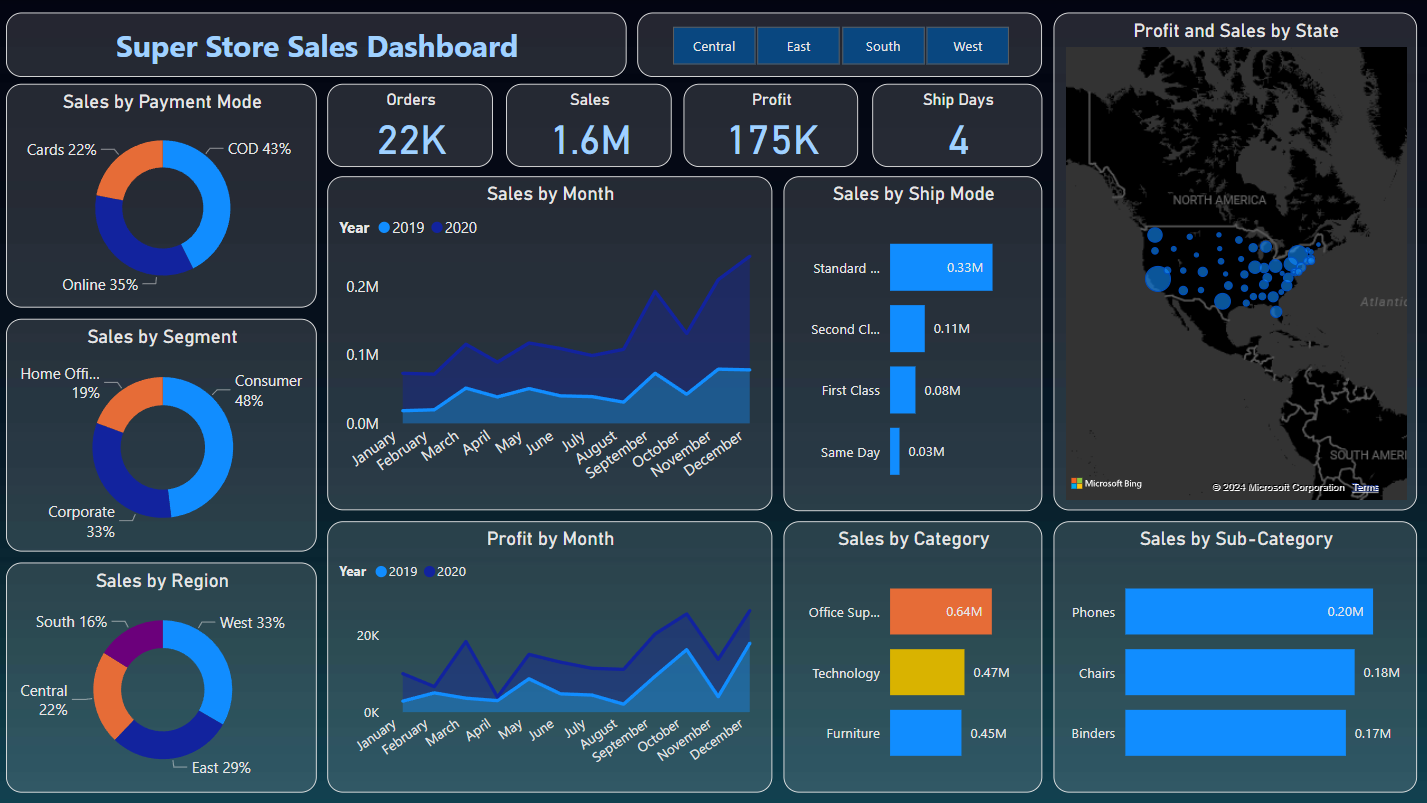 Super Store Sales Dashboard
Central East South West
Profit and Sales by State
Sales by Payment Mode
Cards 22%
COD 43%
Online 35%
Orders
22K
Sales
1.6M
Profit
175K
Ship Days
4
Sales by Month
Year 2019 2020
0.2M
0.1M
0.0M
January
February
March
April
May
June
July
August
September
October
November
December
Sales by Ship Mode
Standard ... 0.33M
Second Cl... 0.11M
First Class 0.08M
Same Day 0.03M
NORTH AMERICA
Atlantic
SOUTH AMERI
Microsoft Bing
© 2024 Microsoft Corporation Terms
Sales by Segment
Home Offi...
19%
Consumer
48%
Corporate
33%
Sales by Region
South 16%
West 33%
Central
22%
East 29%
Profit by Month
Year 2019 2020
20K
0K
January
February
March
April
May
June
July
August
September
October
November
December
Sales by Category
Office Sup... 0.64M
Technology 0.47M
Furniture 0.45M
Sales by Sub-Category
Phones 0.20M
Chairs 0.18M
Binders 0.17M